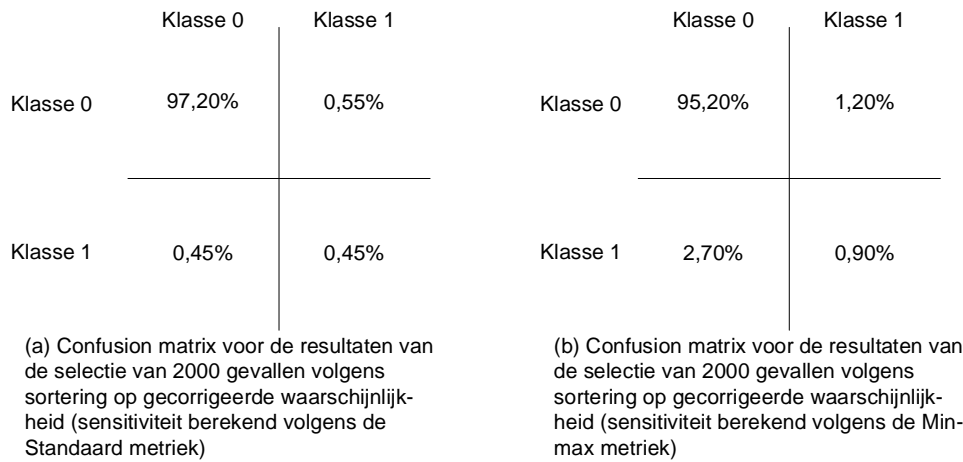 Klasse 0 Klasse 1
Klasse 0 97,20% 0,55%
Klasse 1 0,45% 0,45%
(a) Confusion matrix voor de resultaten van
de selectie van 2000 gevallen volgens
sortering op gecorrigeerde waarschijnlijk-
heid (sensitiviteit berekend volgens de
Standaard metriek)
Klasse 0 Klasse 1
Klasse 0 95,20% 1,20%
Klasse 1 2,70% 0,90%
(b) Confusion matrix voor de resultaten van
de selectie van 2000 gevallen volgens
sortering op gecorrigeerde waarschijnlijk-
heid (sensitiviteit berekend volgens de Min-
max metriek)